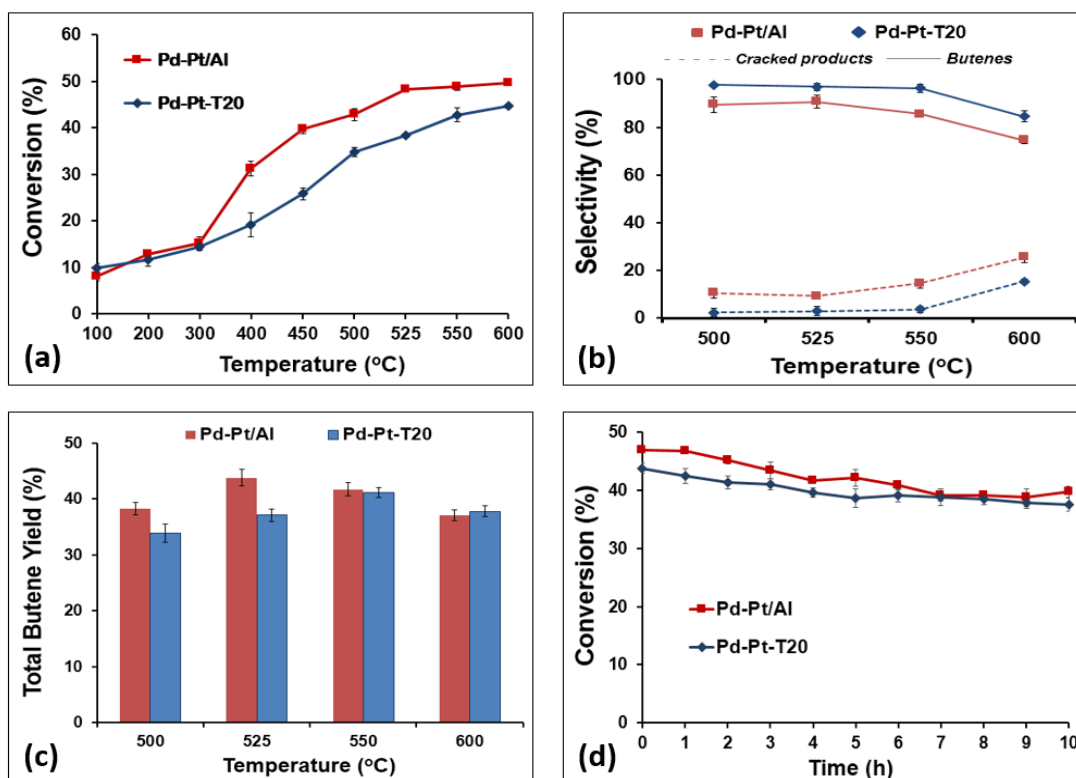 60
50
40
30
20
10
0
Conversion (%)
Pd-Pt/Al
Pd-Pt-T20
100 200 300 400 450 500 525 550 600
Temperature (oC)
(a)
Pd-Pt/Al Pd-Pt-T20
Cracked products Butenes
100
80
60
40
20
0
Selectivity (%)
500 525 550 600
Temperature (oC)
(b)
Pd-Pt/Al Pd-Pt-T20
50
40
30
20
10
0
Total Butene Yield (%)
500 525 550 600
Temperature (oC)
(c)
50
40
30
20
10
0
Conversion (%)
Pd-Pt/Al
Pd-Pt-T20
0 1 2 3 4 5 6 7 8 9 10
Time (h)
(d)